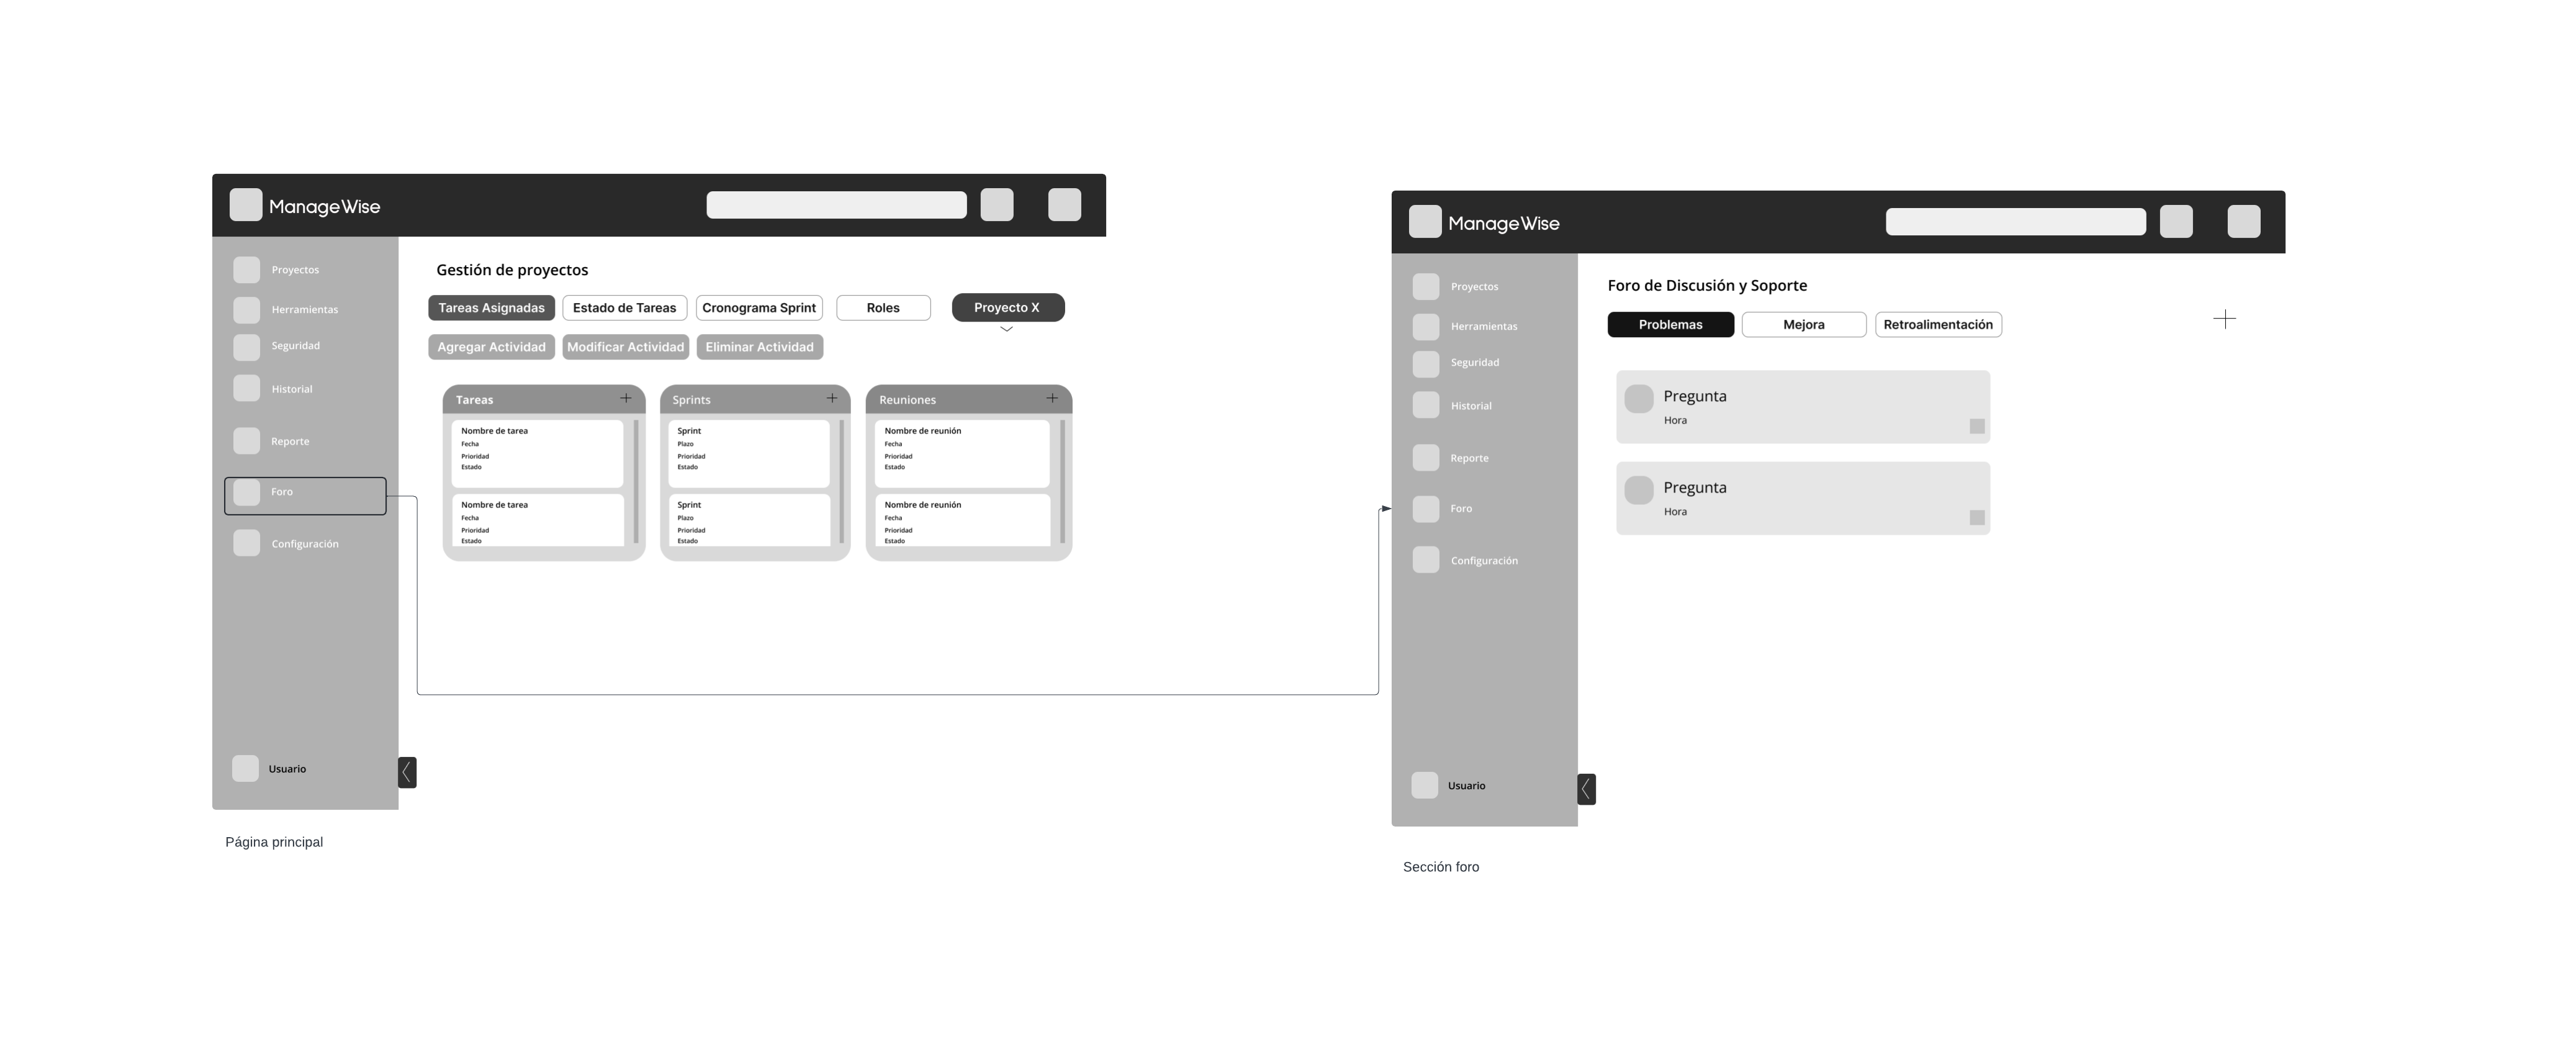 ManageWise
Proyectos
Herramientas
Seguridad
Historial
Reporte
Foro
Configuración
Usuario
Gestión de proyectos
Tareas Asignadas
Estado de Tareas
Cronograma Sprint
Roles
Proyecto X
Agregar Actividad
Modificar Actividad
Eliminar Actividad
Tareas
Nombre de tarea
Fecha
Prioridad
Estado
Nombre de tarea
Fecha
Prioridad
Estado
Sprints
Sprint
Plazo
Prioridad
Estado
Sprint
Plazo
Prioridad
Estado
Reuniones
Nombre de reunión
Fecha
Prioridad
Estado
Nombre de reunión
Fecha
Prioridad
Estado
Página principal
ManageWise
Proyectos
Herramientas
Seguridad
Historial
Reporte
Foro
Configuración
Usuario
Foro de Discusión y Soporte
Problemas
Mejora
Retroalimentación
Pregunta
Hora
Pregunta
Hora
Sección foro